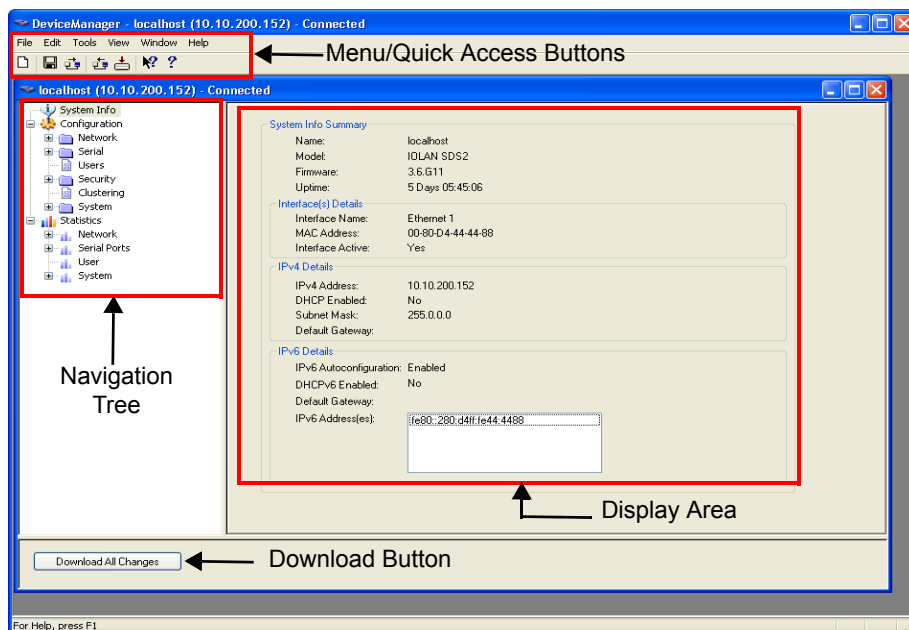 DeviceManager - localhost (10.10.200.152) - Connected
File Edit Tools View Window Help
Menu/Quick Access Buttons
localhost (10.10.200.152) - Connected
System Info
Configuration
Network
Serial
Users
Security
Clustering
System
Statistics
Network
Serial Ports
User
System
Navigation
Tree
System Info Summary
Name: localhost
Model: IOLAN SDS2
Firmware: 3.6.G11
Uptime: 5 Days 05:45:06
Interface(s) Details
Interface Name: Ethernet 1
MAC Address: 00-80-D4-44-44-88
Interface Active: Yes
IPv4 Details
IPv4 Address: 10.10.200.152
DHCP Enabled: No
Subnet Mask: 255.0.0.0
Default Gateway:
IPv6 Details
IPv6 Autoconfiguration: Enabled
DHCPv6 Enabled: No
Default Gateway:
IPv6 Address(es): fe80::280:d4ff:fe44:4488
Display Area
Download All Changes
Download Button
For Help, press F1